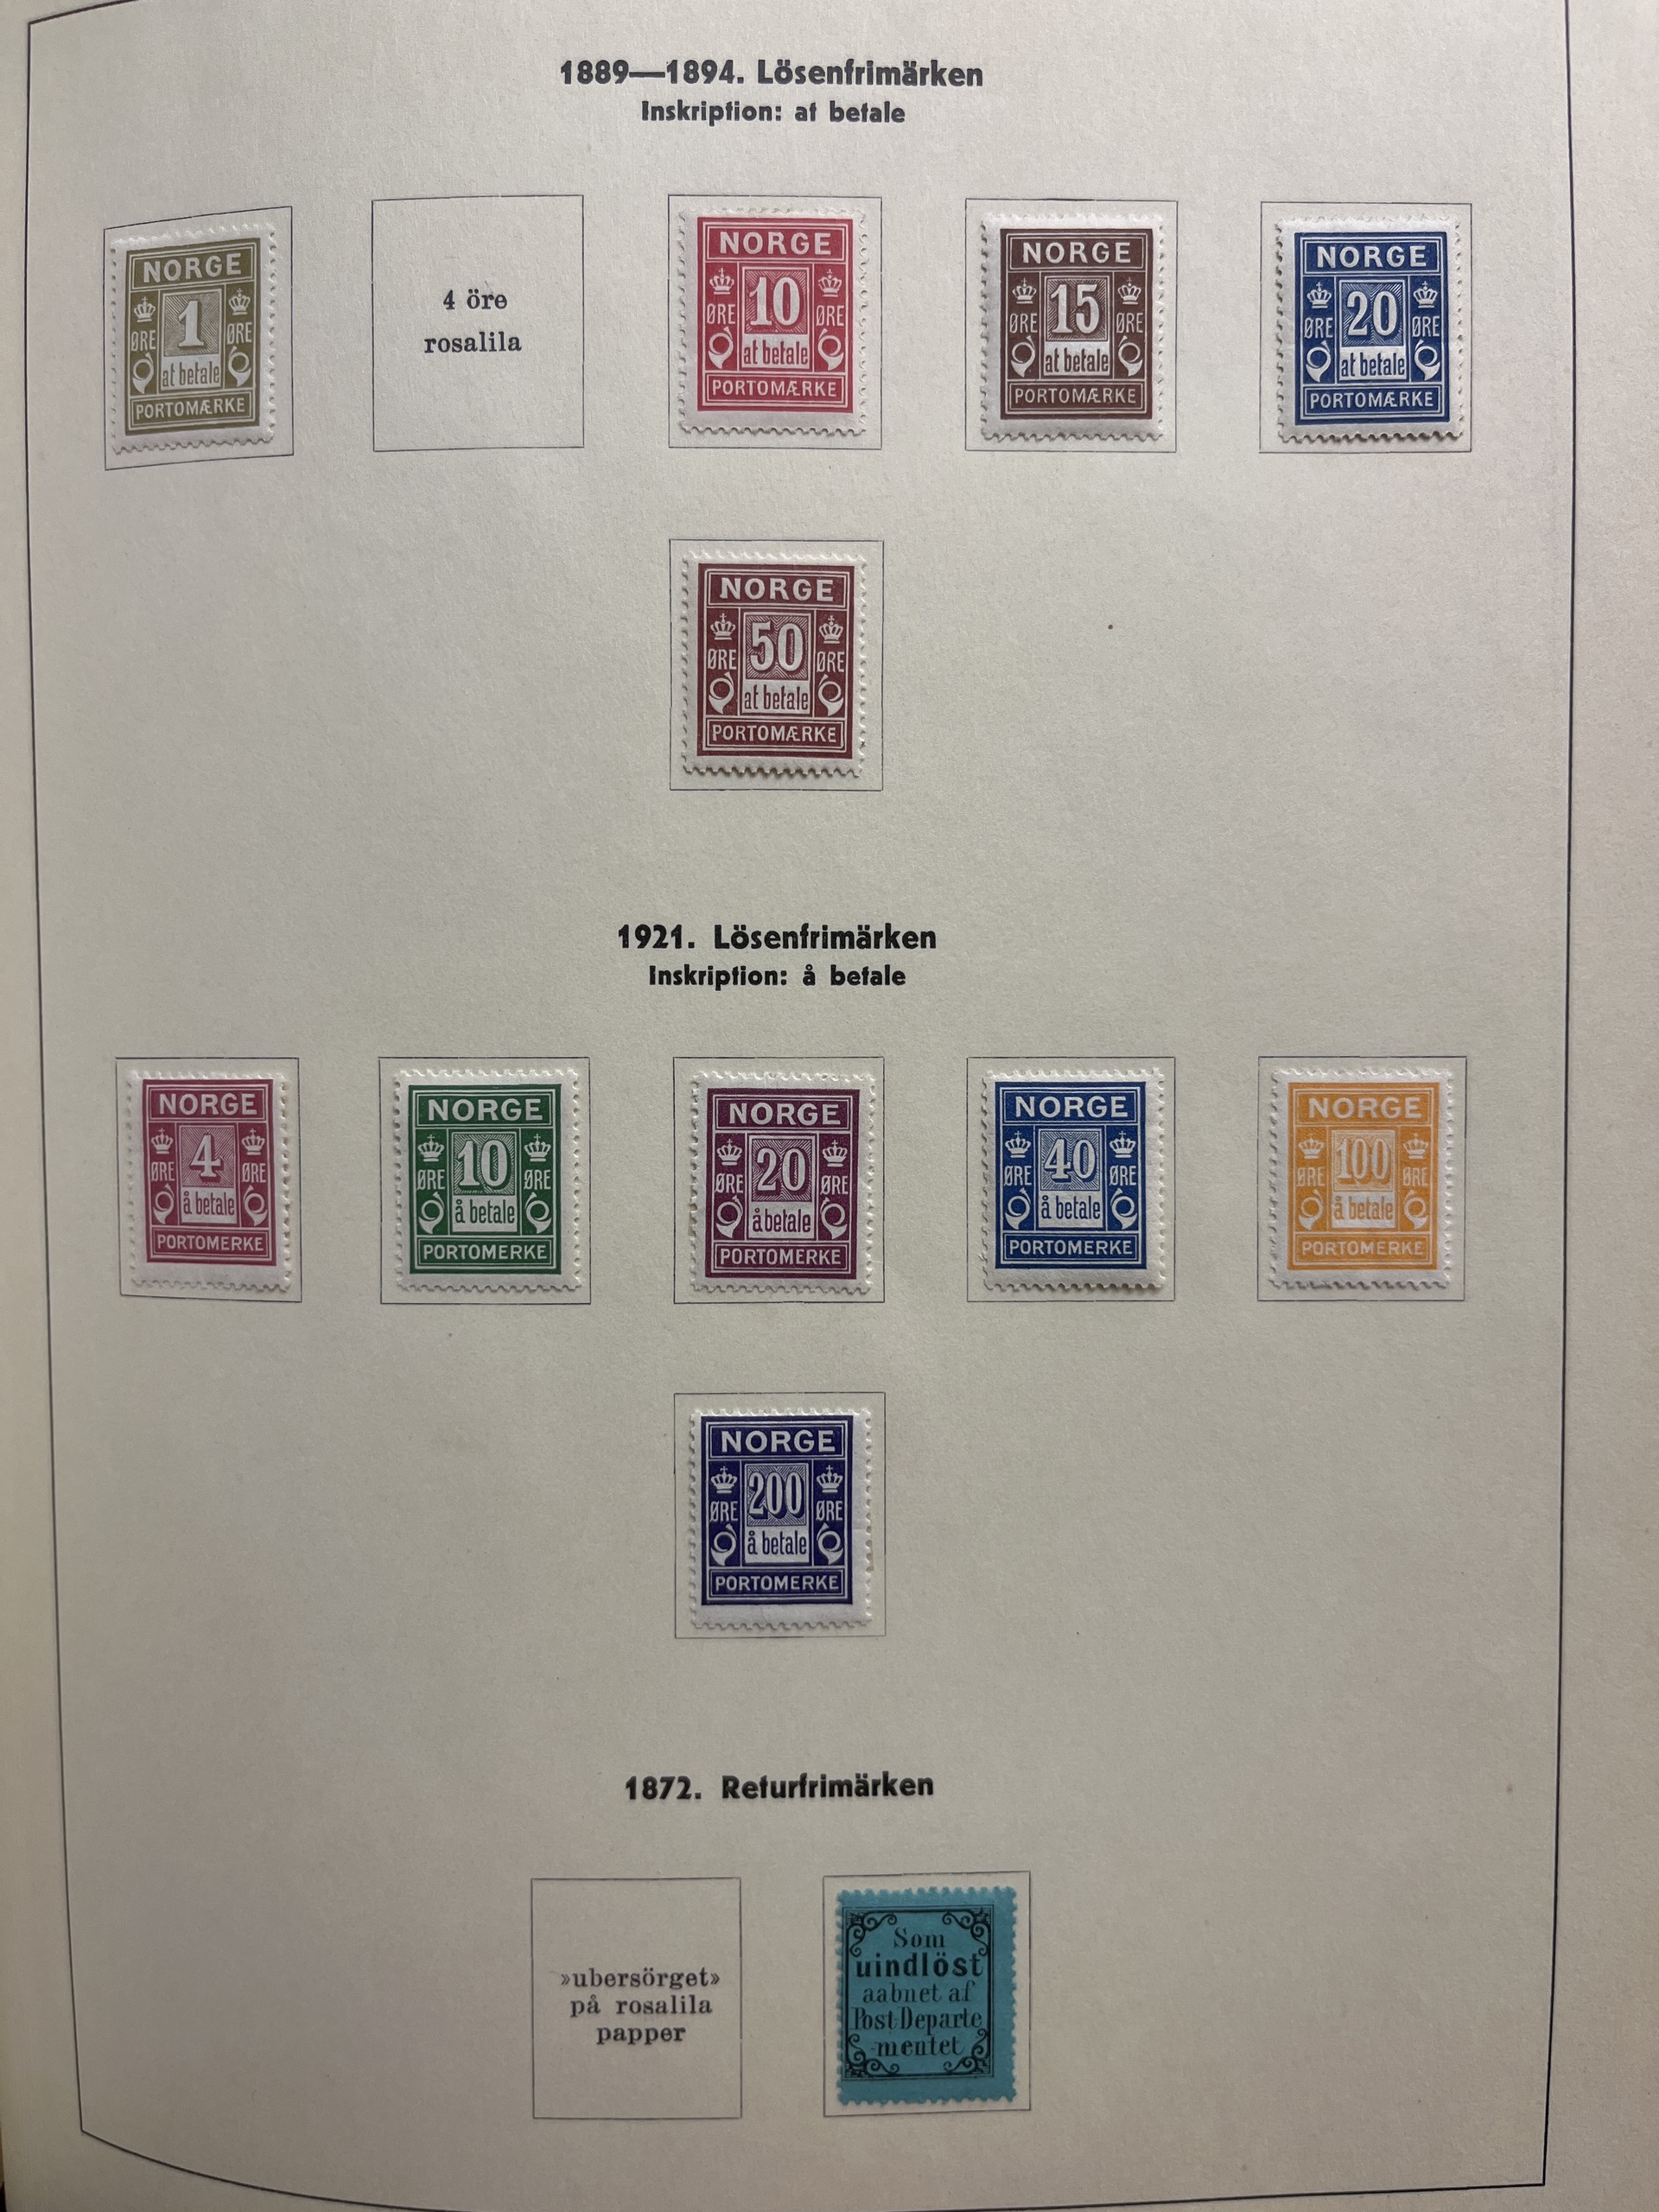 1889—1894. Lösenfrimärken
Inskription: at betale
NORGE
1
ØRE ØRE
at betale
PORTOMÆRKE
4 öre
rosalila
NORGE
10
ØRE ØRE
at betale
PORTOMÆRKE
NORGE
15
ØRE ØRE
at betale
PORTOMÆRKE
NORGE
20
ØRE ØRE
at betale
PORTOMÆRKE
NORGE
50
ØRE ØRE
at betale
PORTOMÆRKE
1921. Lösenfrimärken
Inskription: å betale
NORGE
4
ØRE ØRE
å betale
PORTOMERKE
NORGE
10
ØRE ØRE
å betale
PORTOMERKE
NORGE
20
ØRE ØRE
å betale
PORTOMERKE
NORGE
40
ØRE ØRE
å betale
PORTOMERKE
NORGE
100
ØRE ØRE
å betale
PORTOMERKE
NORGE
200
ØRE ØRE
å betale
PORTOMERKE
1872. Returfrimärken
»ubersörget»
på rosalila
papper
Som
uindlöst
aabnet af
Post-Departe
-mentet